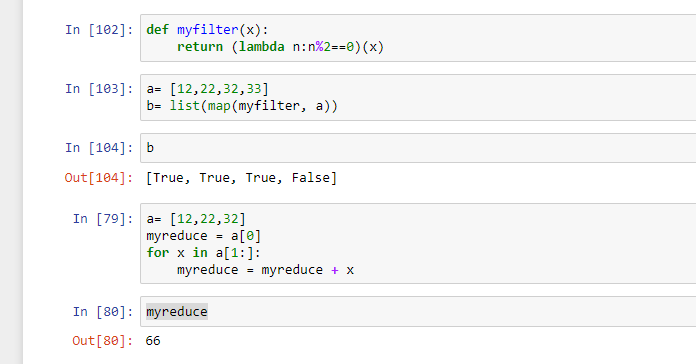 In [102]: def myfilter(x):
    return (lambda n:n%2==0)(x)
In [103]: a= [12,22,32,33]
b= list(map(myfilter, a))
In [104]: b
Out[104]: [True, True, True, False]
In [79]: a= [12,22,32]
myreduce = a[0]
for x in a[1:]:
    myreduce = myreduce + x
In [80]: myreduce
Out[80]: 66